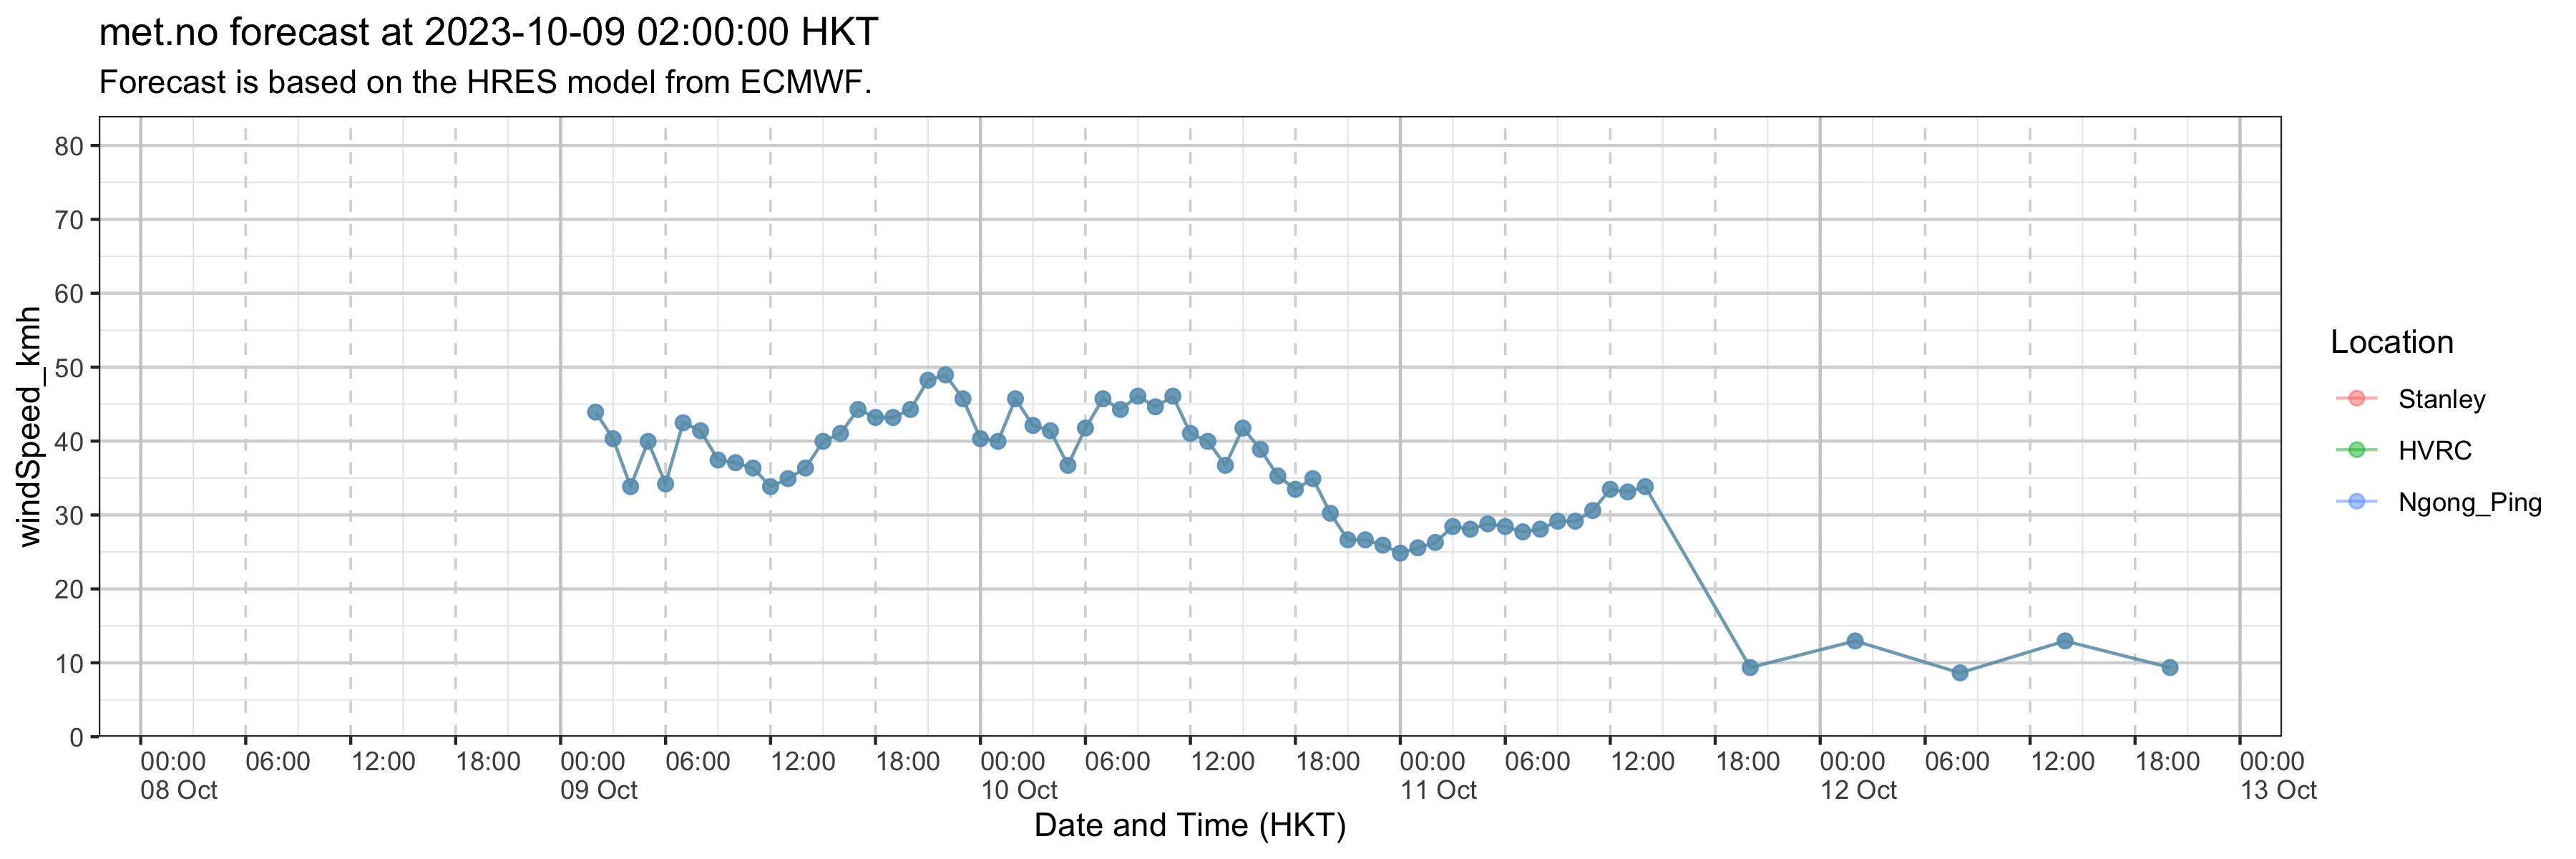 met.no forecast at 2023-10-09 02:00:00 HKT
Forecast is based on the HRES model from ECMWF.
windSpeed_kmh
80
70
60
50
40
30
20
10
0
00:00 06:00 12:00 18:00 00:00 06:00 12:00 18:00 00:00 06:00 12:00 18:00 00:00 06:00 12:00 18:00 00:00 06:00 12:00 18:00 00:00
08 Oct 09 Oct 10 Oct 11 Oct 12 Oct 13 Oct
Date and Time (HKT)
Location
Stanley
HVRC
Ngong_Ping